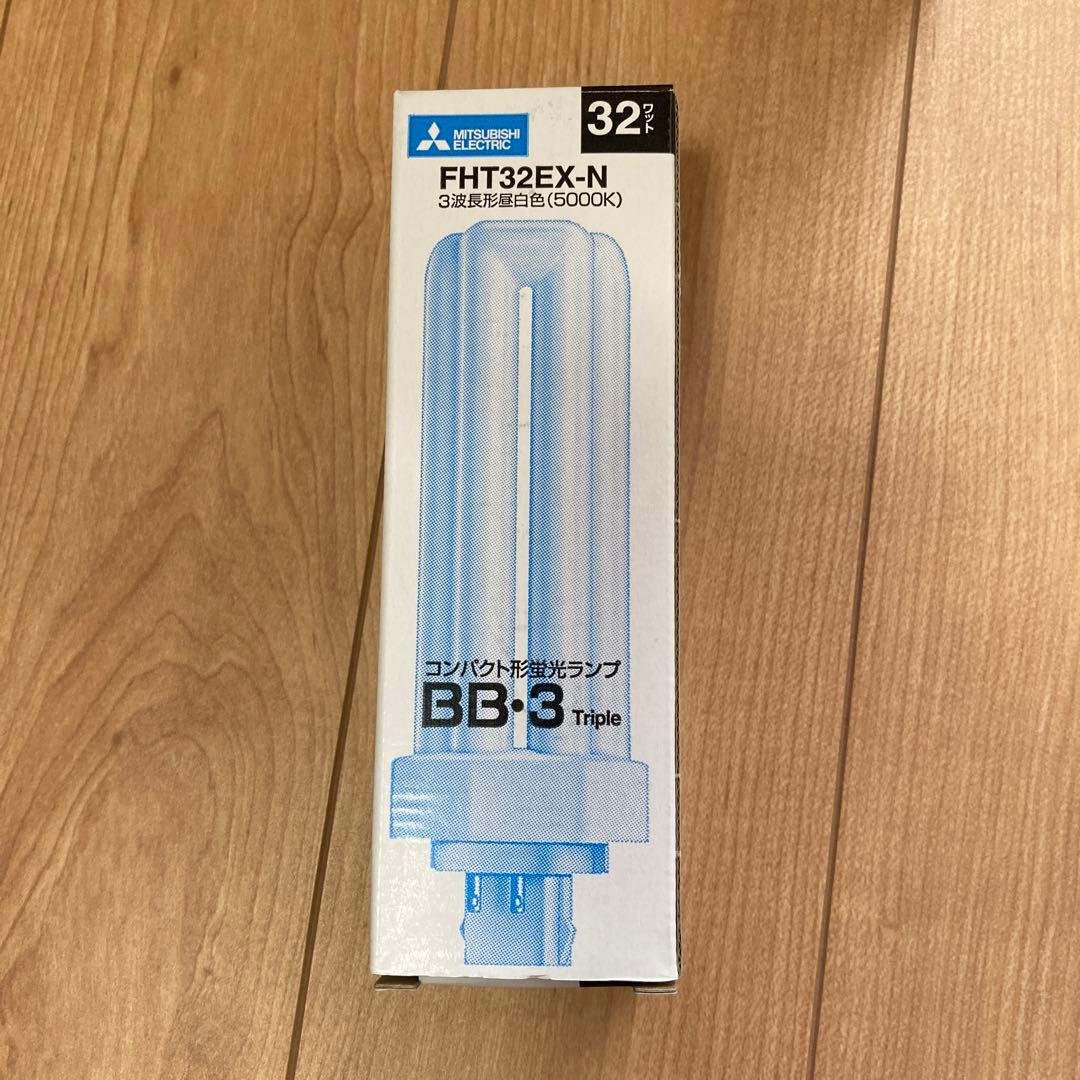 MITSUBISHI
ELECTRIC
32ワット
FHT32EX-N
3波長形昼白色(5000K)
コンパクト形蛍光ランプ
BB・3 Triple